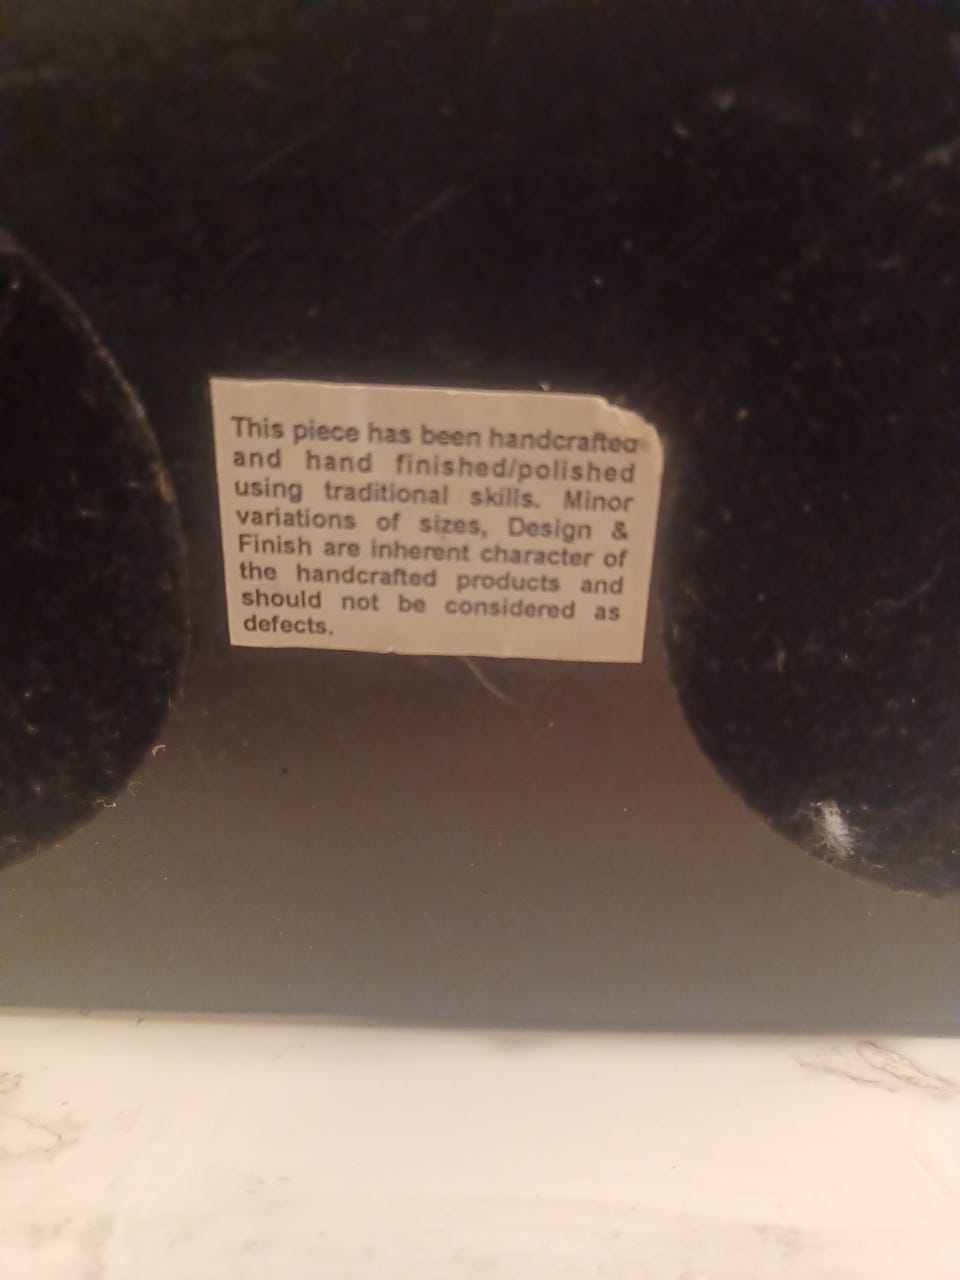 This piece has been handcrafted
and hand finished/polished
using traditional skills. Minor
variations of sizes, Design &
Finish are inherent character of
the handcrafted products and
should not be considered as
defects.